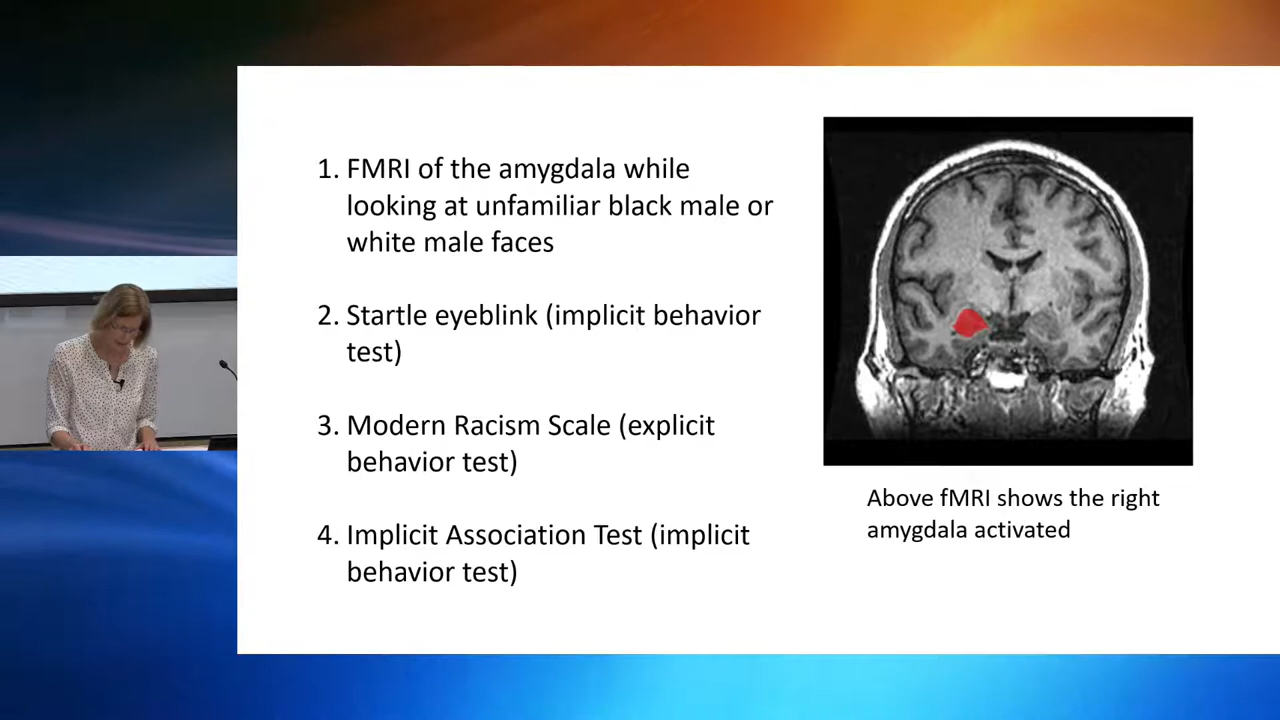 1. FMRI of the amygdala while
looking at unfamiliar black male or
white male faces
2. Startle eyeblink (implicit behavior
test)
3. Modern Racism Scale (explicit
behavior test)
4. Implicit Association Test (implicit
behavior test)
Above fMRI shows the right
amygdala activated